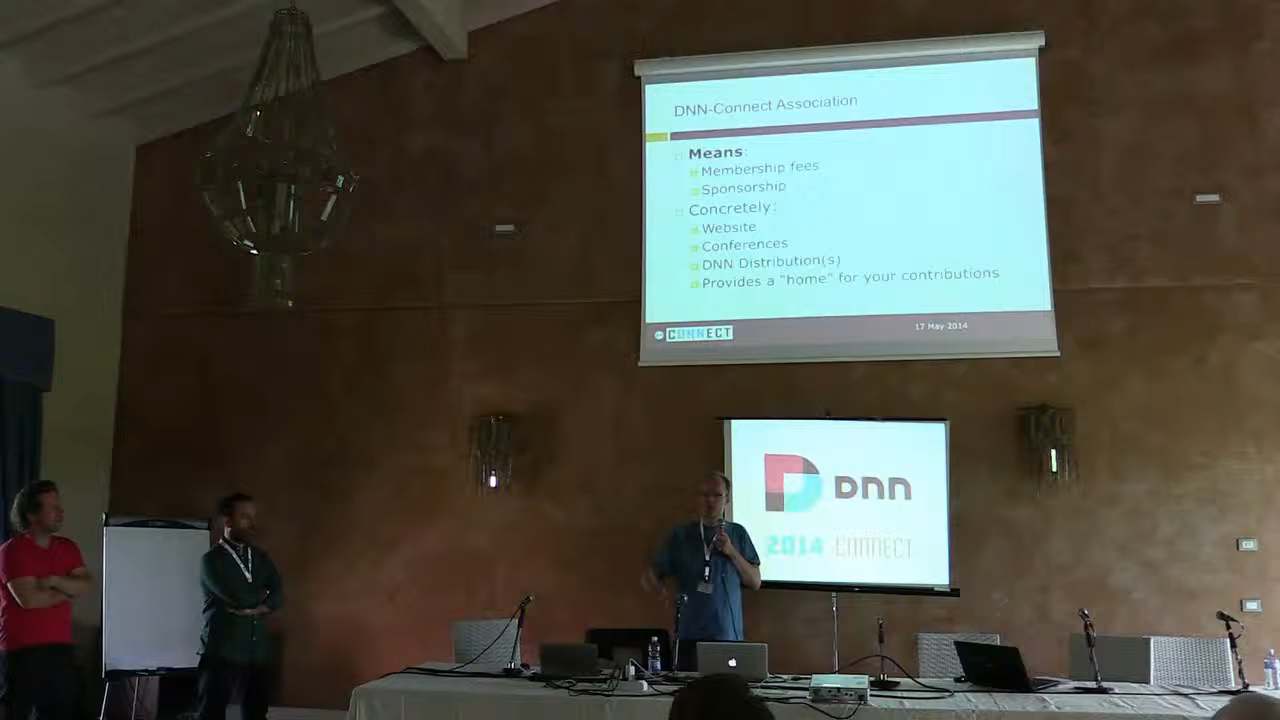 DNN-Connect Association
Means:
Membership fees
Sponsorship
Concretely:
Website
Conferences
DNN Distribution(s)
Provides a "home" for your contributions
CONNECT
17 May 2014
DNN
2014 CONNECT